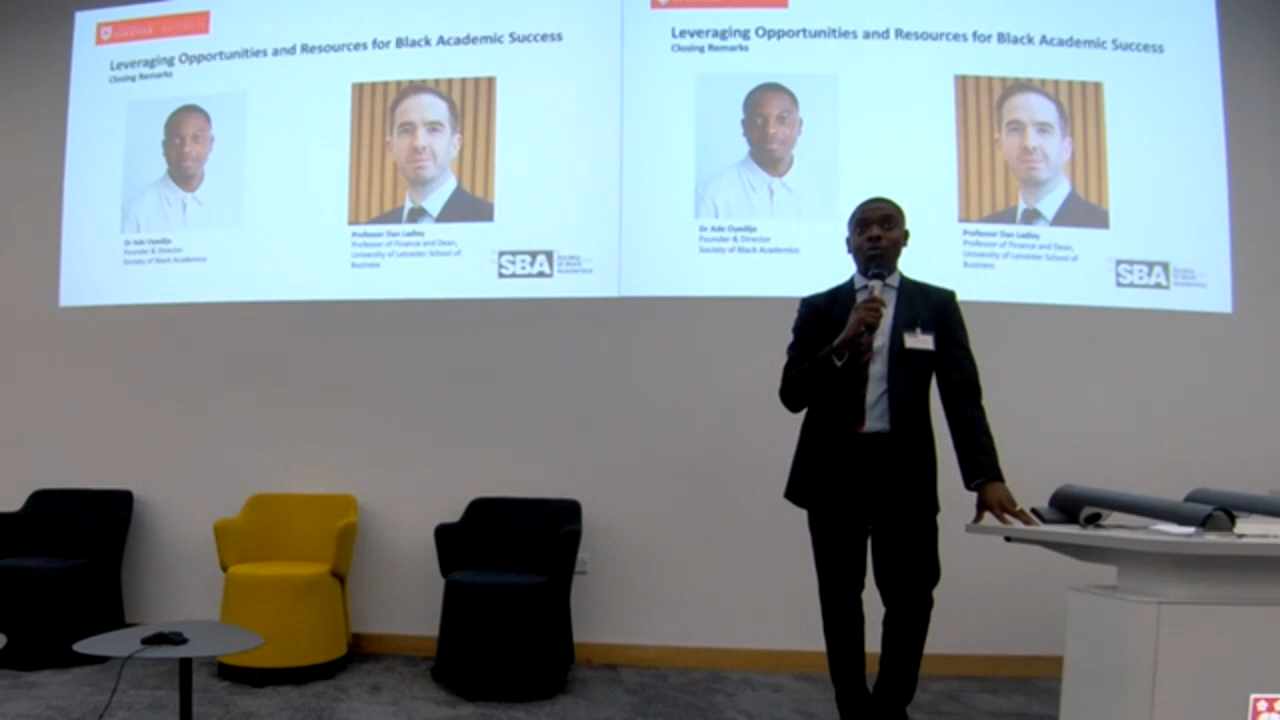 Leveraging Opportunities and Resources for Black Academic Success
Closing Remarks
Dr Ade Oyedijo
Founder & Director
Society of Black Academics
Professor Dan Ladley
Professor of Finance and Dean,
University of Leicester School of
Business
SBA
Leveraging Opportunities and Resources for Black Academic Success
Closing Remarks
Dr Ade Oyedijo
Founder & Director
Society of Black Academics
Professor Dan Ladley
Professor of Finance and Dean,
University of Leicester School of
Business
SBA